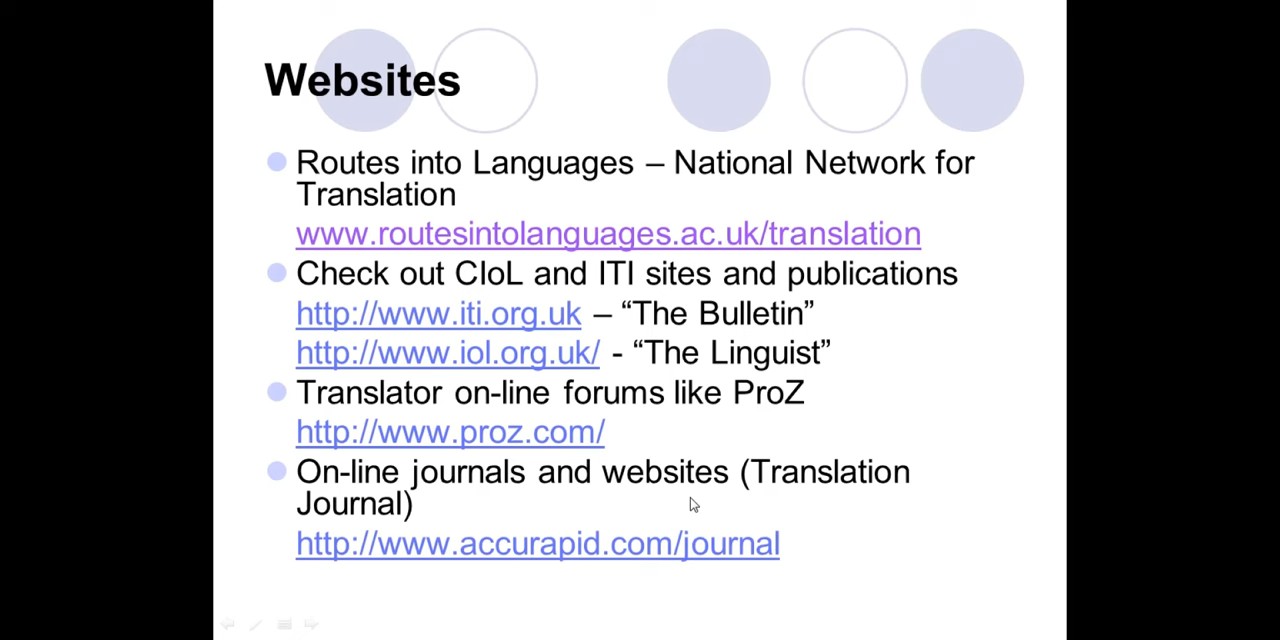 Websites
Routes into Languages – National Network for
Translation
www.routesintolanguages.ac.uk/translation
Check out CIoL and ITI sites and publications
http://www.iti.org.uk – “The Bulletin”
http://www.iol.org.uk/ - “The Linguist”
Translator on-line forums like ProZ
http://www.proz.com/
On-line journals and websites (Translation
Journal)
http://www.accurapid.com/journal